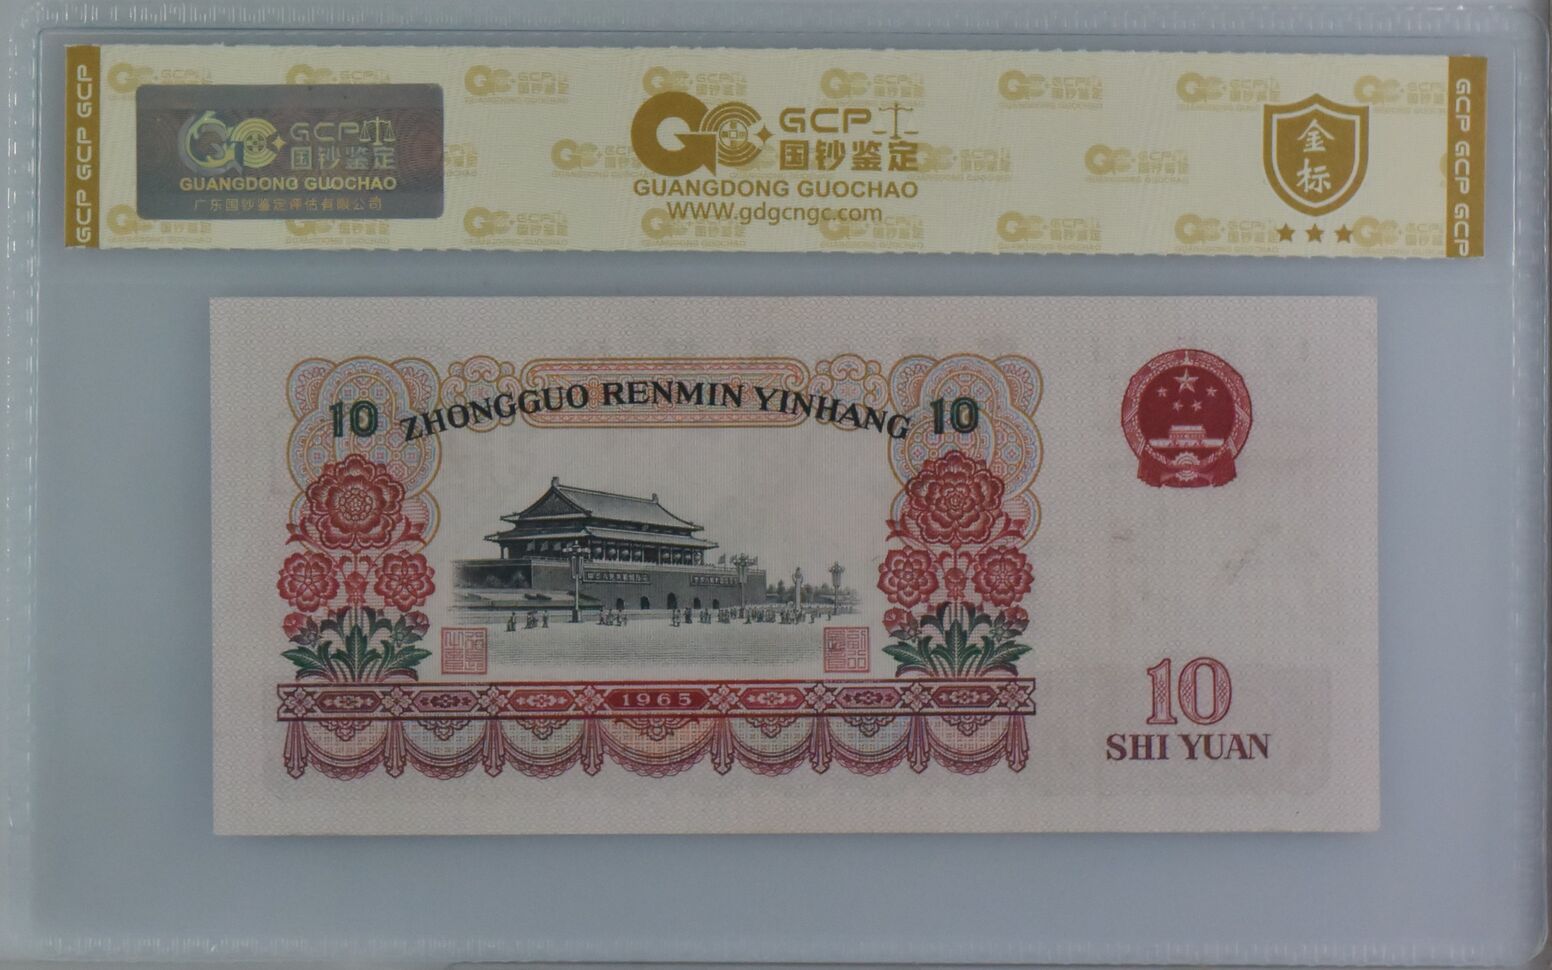 GCP GCP GCP
GCP 国钞鉴定
GUANGDONG GUOCHAO
广东国钞鉴定评估有限公司
GCP
国钞鉴定
GUANGDONG GUOCHAO
WWW.gdgcngc.com
金标
GCP GCP GCP
10 ZHONGGUO RENMIN YINHANG 10
1965
10
SHI YUAN